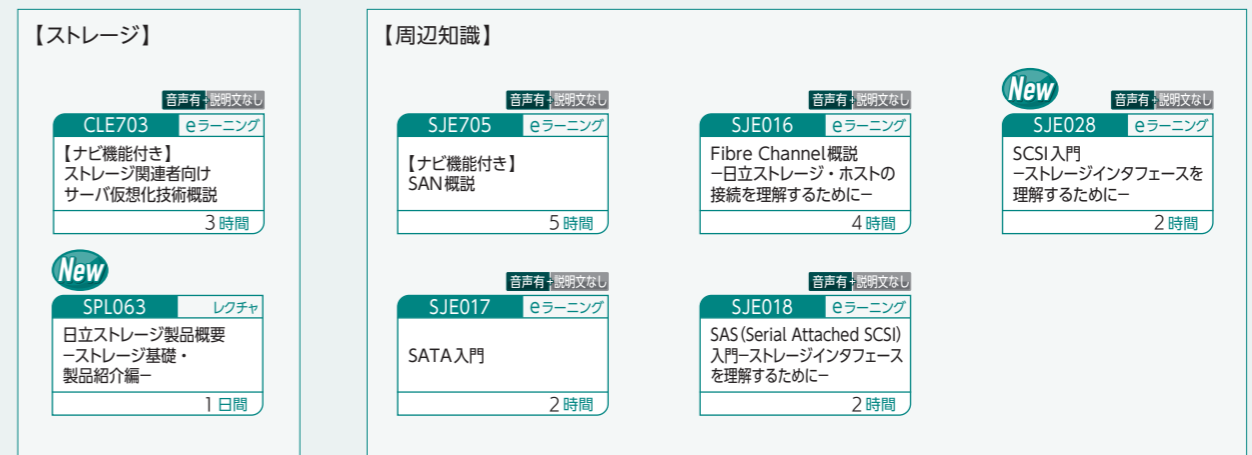 【ストレージ】
音声有・説明文なし
CLE703 eラーニング
【ナビ機能付き】
ストレージ関連者向け
サーバ仮想化技術概説
3時間
New
SPL063 レクチャ
日立ストレージ製品概要
−ストレージ基礎・
製品紹介編−
1日間
【周辺知識】
音声有・説明文なし
SJE705 eラーニング
【ナビ機能付き】
SAN概説
5時間
音声有・説明文なし
SJE016 eラーニング
Fibre Channel概説
−日立ストレージ・ホストの
接続を理解するために−
4時間
New
音声有・説明文なし
SJE028 eラーニング
SCSI入門
−ストレージインタフェースを
理解するために−
2時間
音声有・説明文なし
SJE017 eラーニング
SATA入門
2時間
音声有・説明文なし
SJE018 eラーニング
SAS(Serial Attached SCSI)
入門−ストレージインタフェース
を理解するために−
2時間